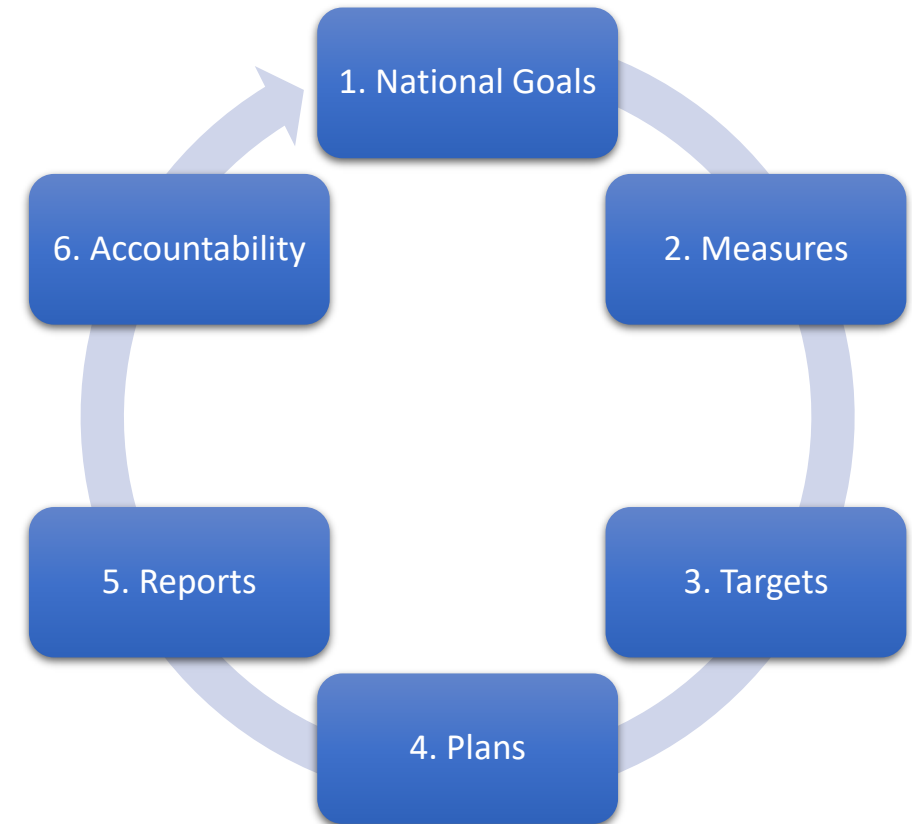 1. National Goals
2. Measures
3. Targets
4. Plans
5. Reports
6. Accountability